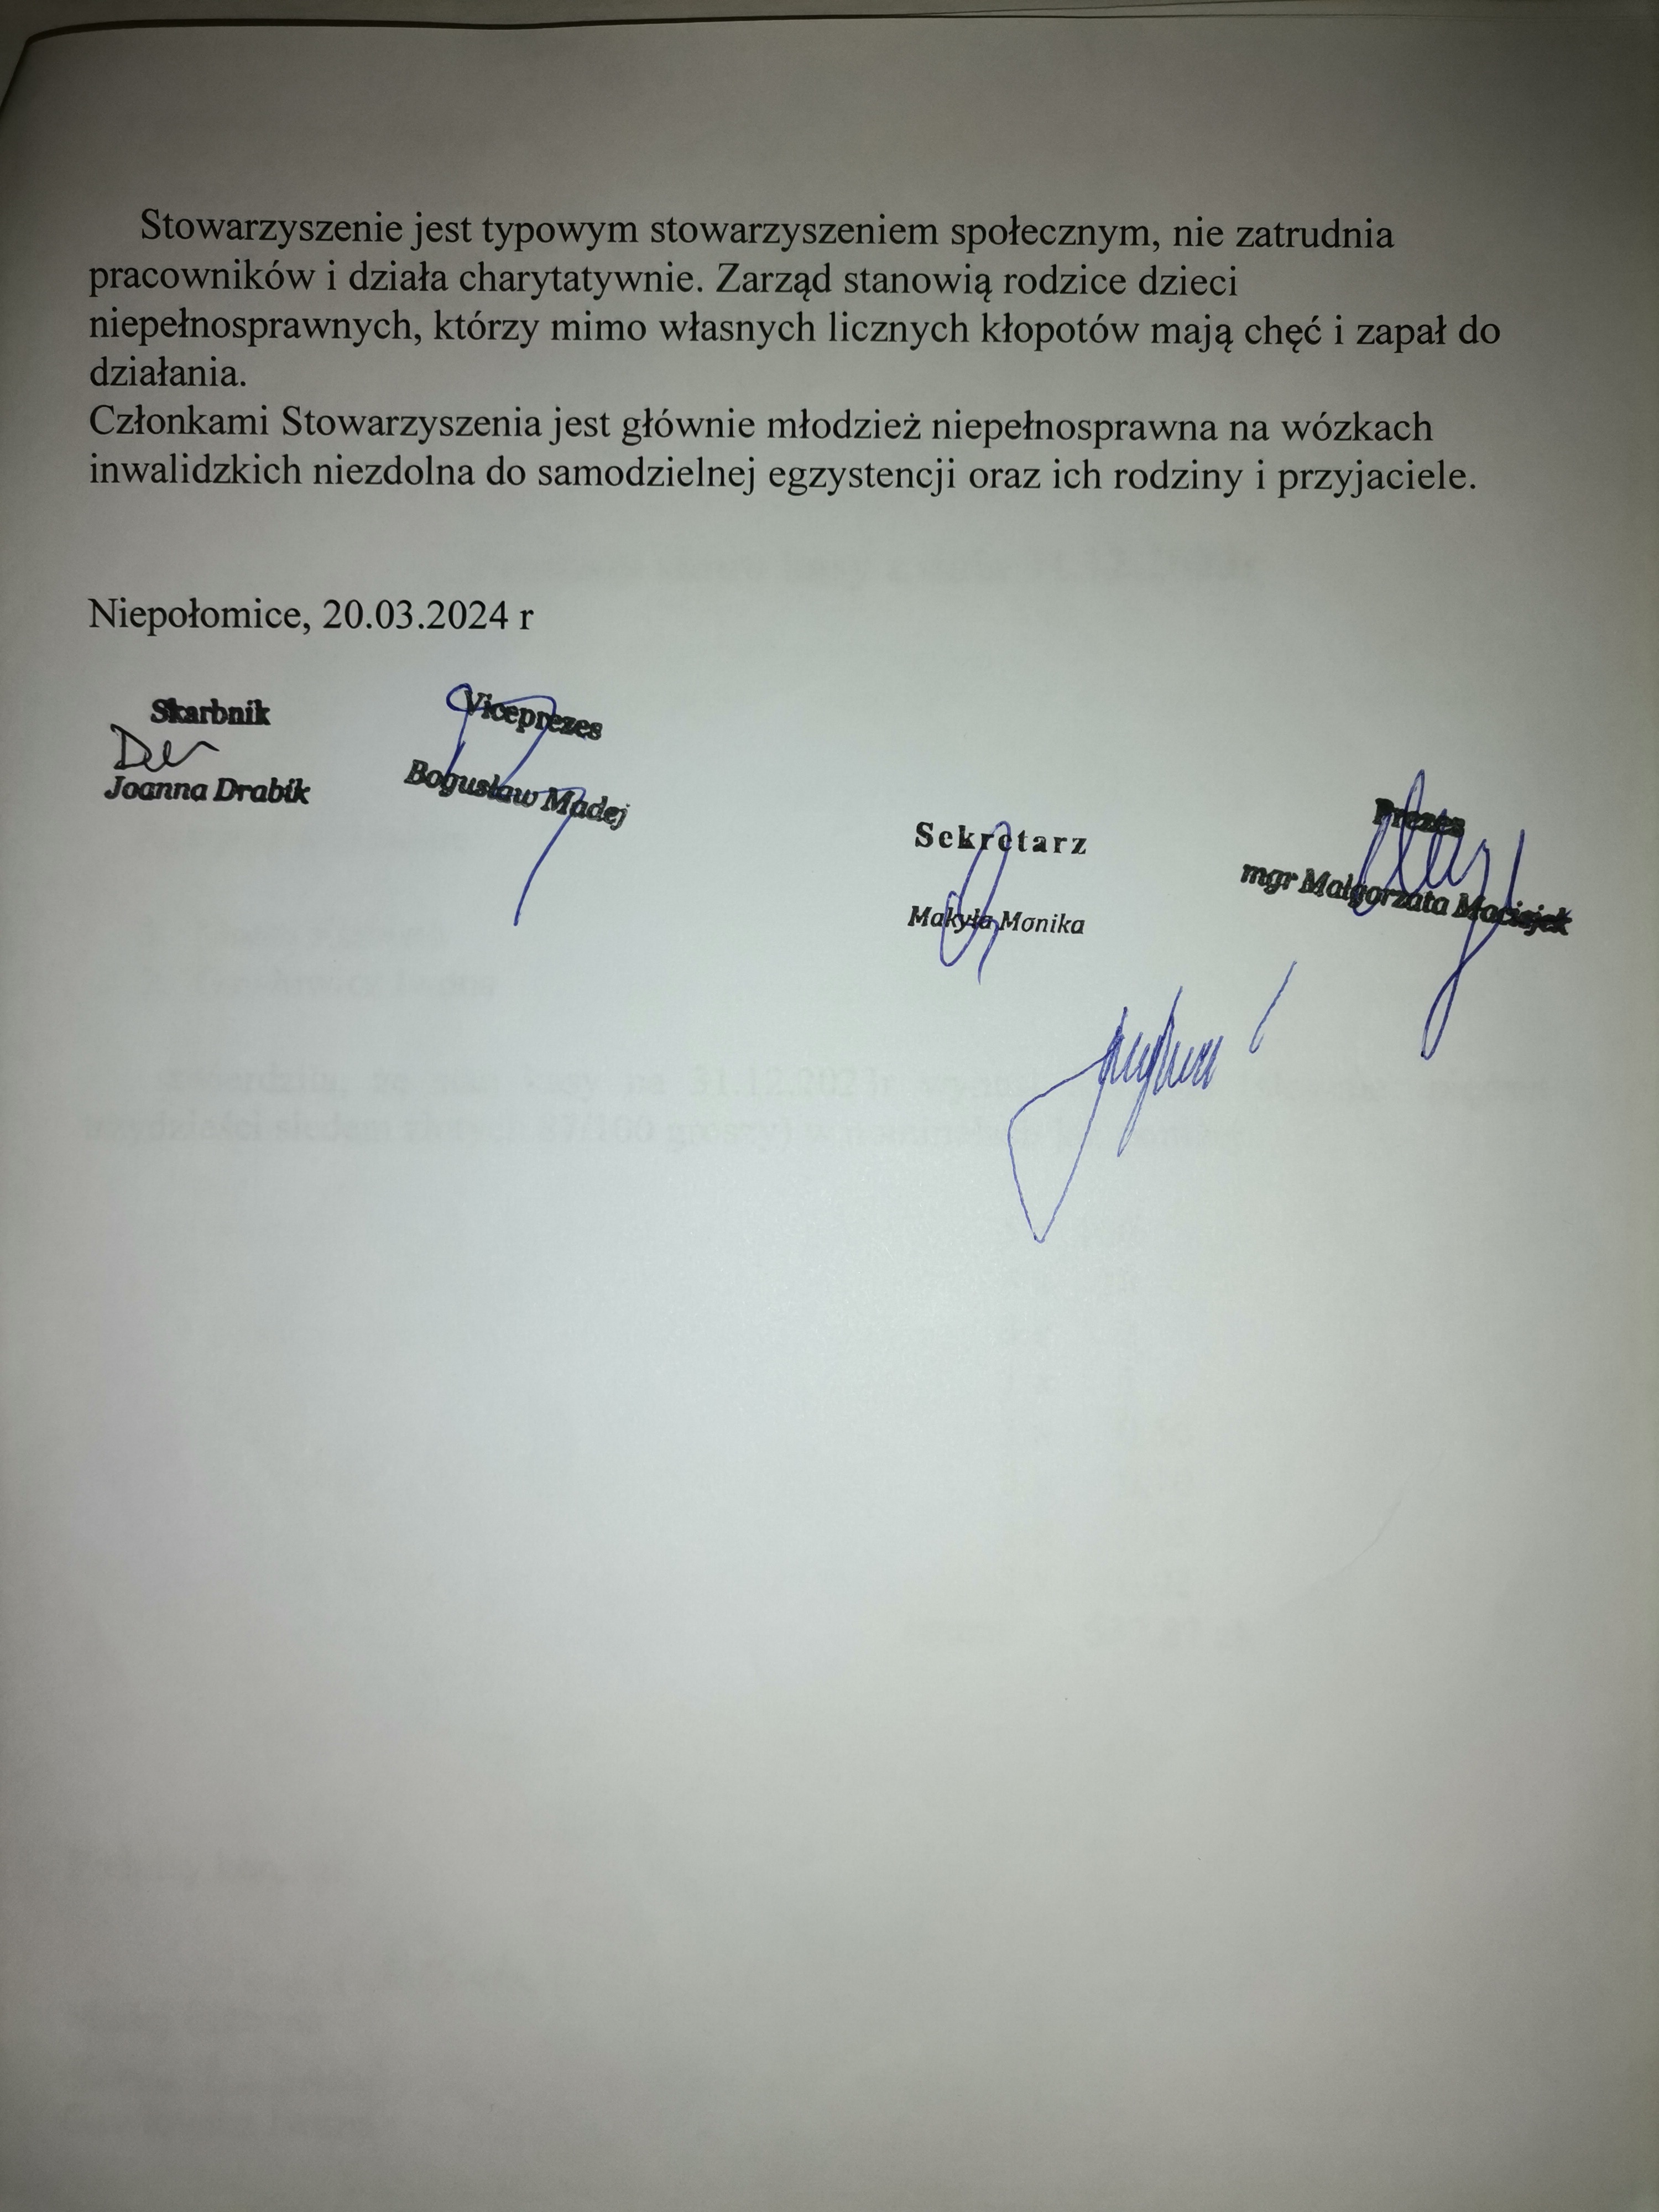 Stowarzyszenie jest typowym stowarzyszeniem społecznym, nie zatrudnia
pracowników i działa charytatywnie. Zarząd stanowią rodzice dzieci
niepełnosprawnych, którzy mimo własnych licznych kłopotów mają chęć i zapał do
działania.
Członkami Stowarzyszenia jest głównie młodzież niepełnosprawna na wózkach
inwalidzkich niezdolna do samodzielnej egzystencji oraz ich rodziny i przyjaciele.
Niepołomice, 20.03.2024 r
Skarbnik
Joanna Drabik
Viceprezes
Bogusław Madej
Sekretarz
Makyła Monika
Prezes
mgr Małgorzata Maciejek